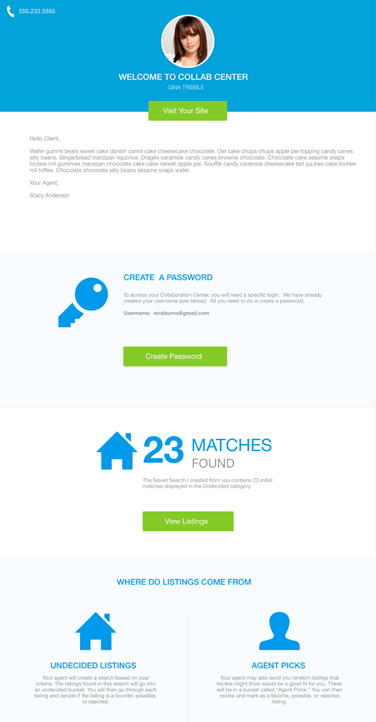 555.233.5555
WELCOME TO COLLAB CENTER
GINA TRIBBLE
Visit Your Site
Hello Client,
Wafer gummi bears sweet cake danish carrot cake cheesecake chocolate. Oat cake chupa chups apple pie topping candy canes
jelly beans. Gingerbread marzipan liquorice. Dragée caramels candy canes brownie chocolate. Chocolate cake sesame snaps
tootsie roll gummies marzipan chocolate cake cake danish apple pie. Soufflé candy caramels cheesecake tart jujubes cake tootsie
roll toffee. Chocolate chocolate jelly beans sesame snaps wafer.
Your Agent,
Stacy Anderson
CREATE A PASSWORD
To access your Collaboration Center, you will need a specific login. We have already
created your username (see below). All you need to do is create a password.
Username: nickburns@gmail.com
Create Password
23 MATCHES
FOUND
The Saved Search I created from you contains 23 initial
matches displayed in the Undecided category.
View Listings
WHERE DO LISTINGS COME FROM
UNDECIDED LISTINGS
Your agent will create a search based on your
criteria. The listings found in this search will go into
an undecided bucket. You will then go through each
listing and decide if the listing is a favorite, possible,
or rejected.
AGENT PICKS
Your agent may also send you random listings that
he/she might think would be a good fit for you. These
will be in a bucket called "Agent Picks." You can then
review and mark as a favorite, possible, or rejected
listing.